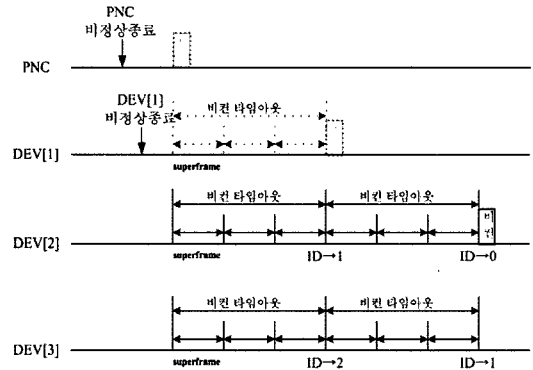 PNC
비정상종료
PNC
DEV[1]
비정상종료
비컨 타임아웃
DEV[1]
superframe
비컨 타임아웃 비컨 타임아웃
비컨
DEV[2]
superframe ID→1 ID→0
비컨 타임아웃 비컨 타임아웃
DEV[3]
superframe ID→2 ID→1